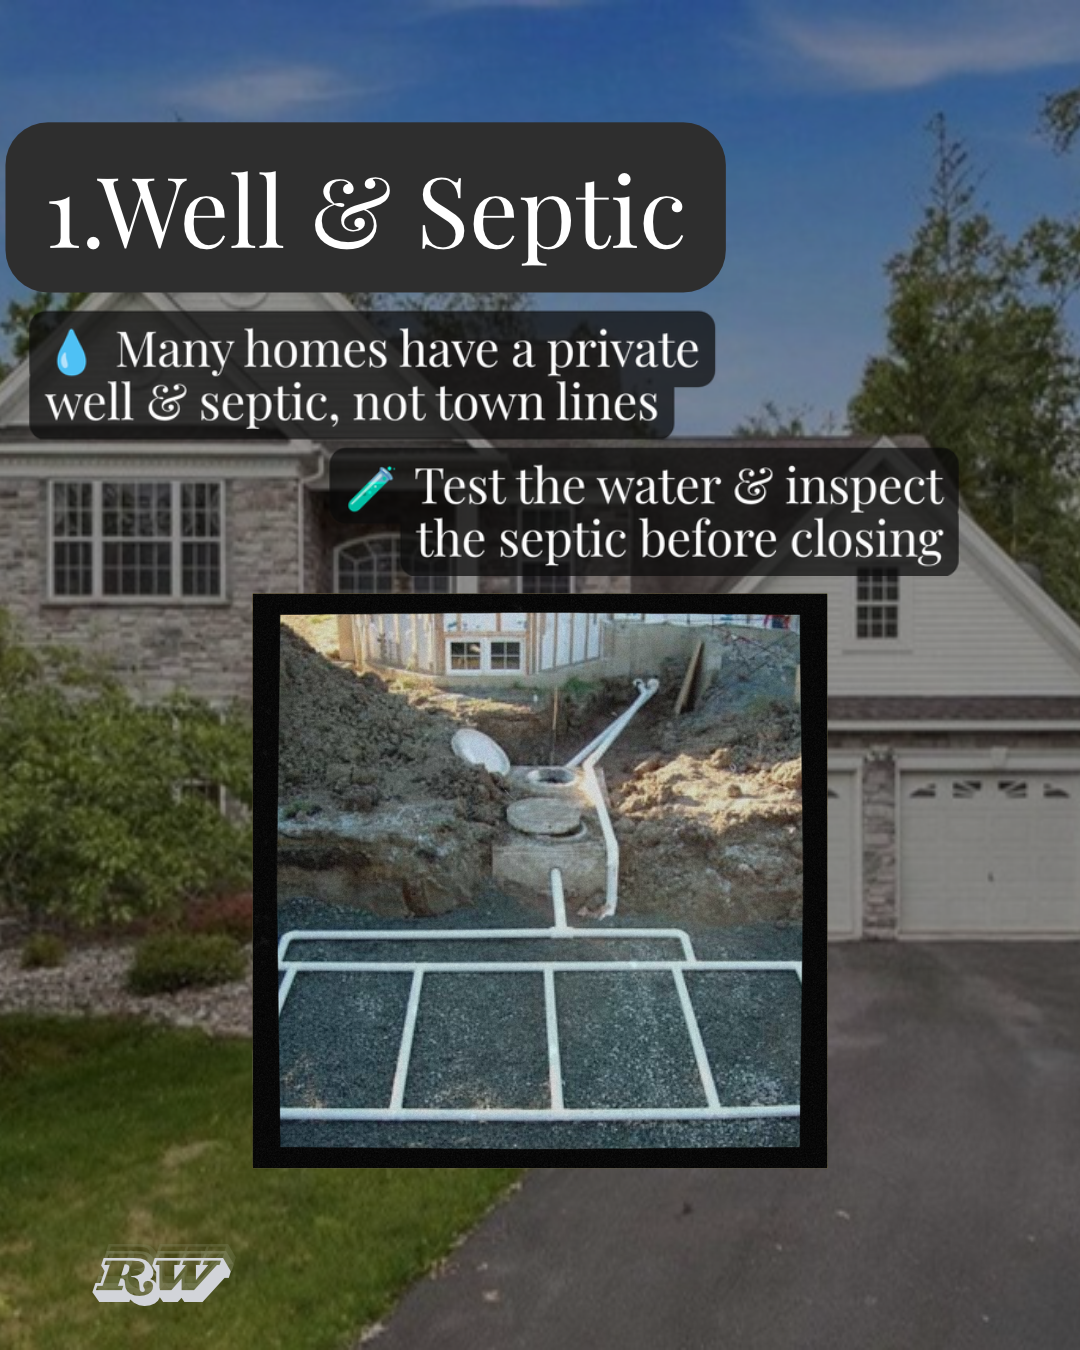 1.Well & Septic
💧 Many homes have a private
well & septic, not town lines
🧪 Test the water & inspect
the septic before closing
RW